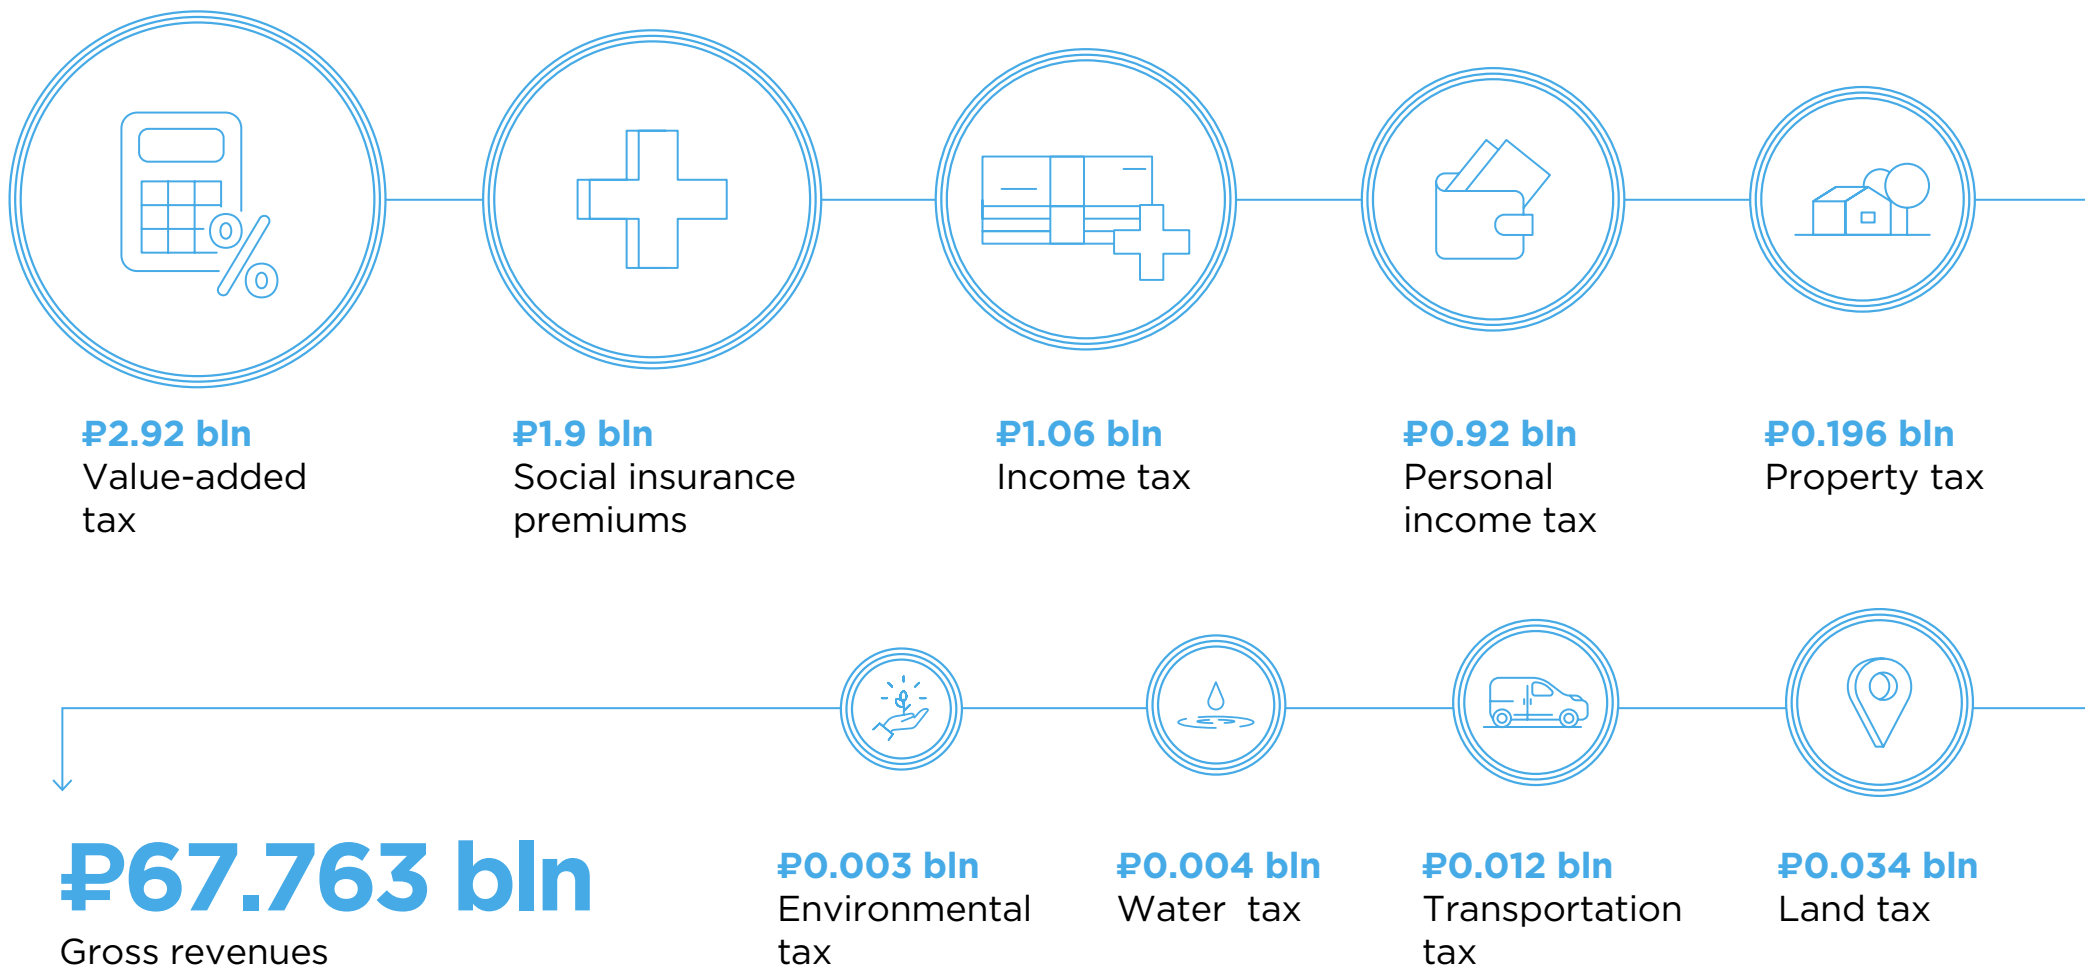 ₽2.92 bln
Value-added
tax
₽1.9 bln
Social insurance
premiums
₽1.06 bln
Income tax
₽0.92 bln
Personal
income tax
₽0.196 bln
Property tax
₽67.763 bln
Gross revenues
₽0.003 bln
Environmental
tax
₽0.004 bln
Water tax
₽0.012 bln
Transportation
tax
₽0.034 bln
Land tax